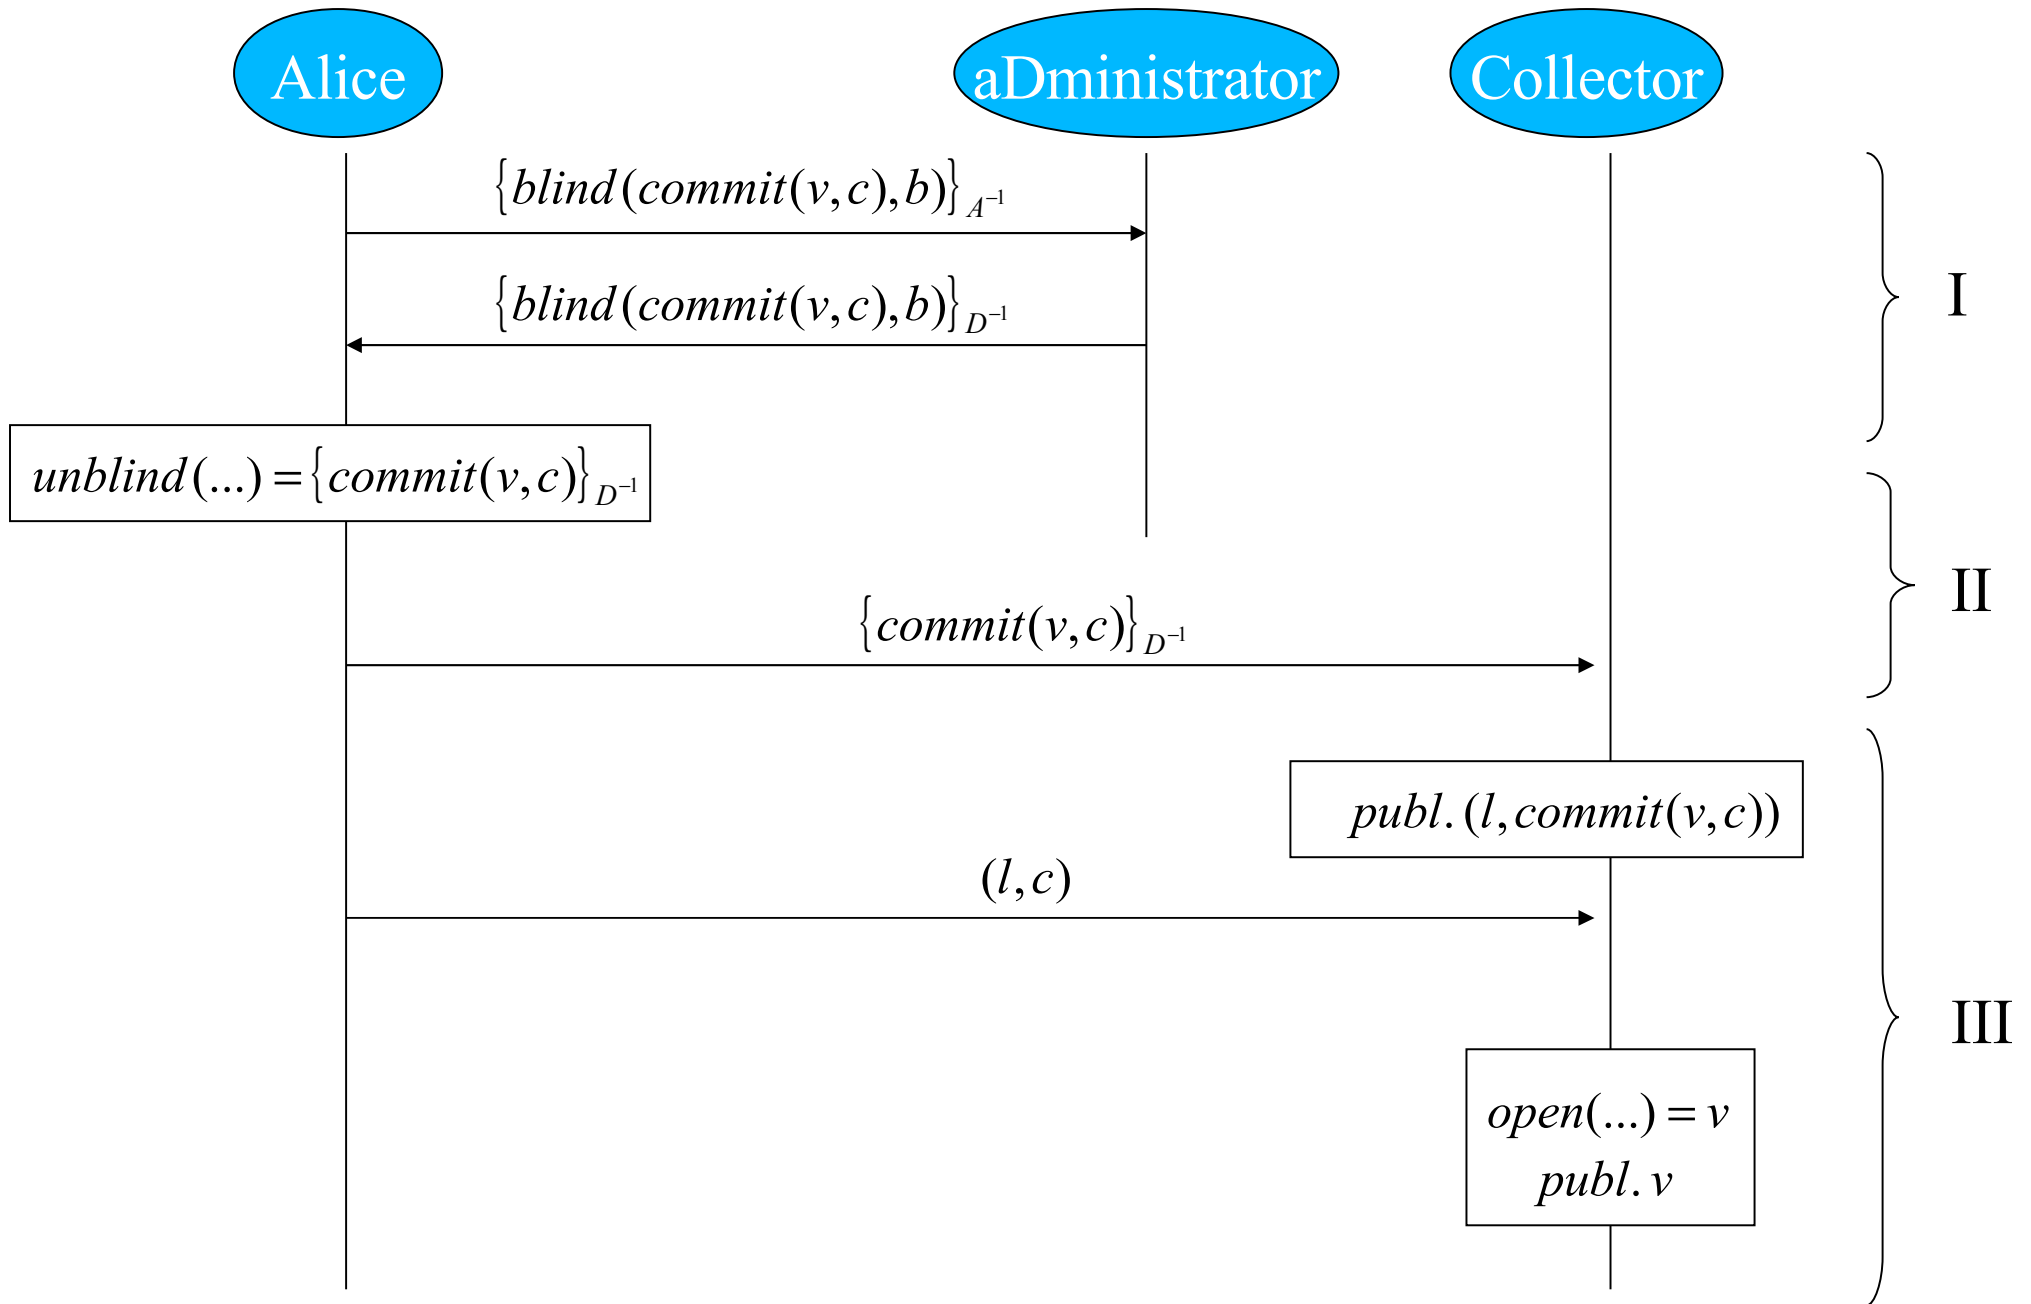 Alice aDministrator Collector
{blind(commit(v,c),b)}_{A^{-1}}
{blind(commit(v,c),b)}_{D^{-1}}
I
unblind(...)={commit(v,c)}_{D^{-1}}
II
{commit(v,c)}_{D^{-1}}
publ.(l,commit(v,c))
(l,c)
III
open(...)=v
publ.v